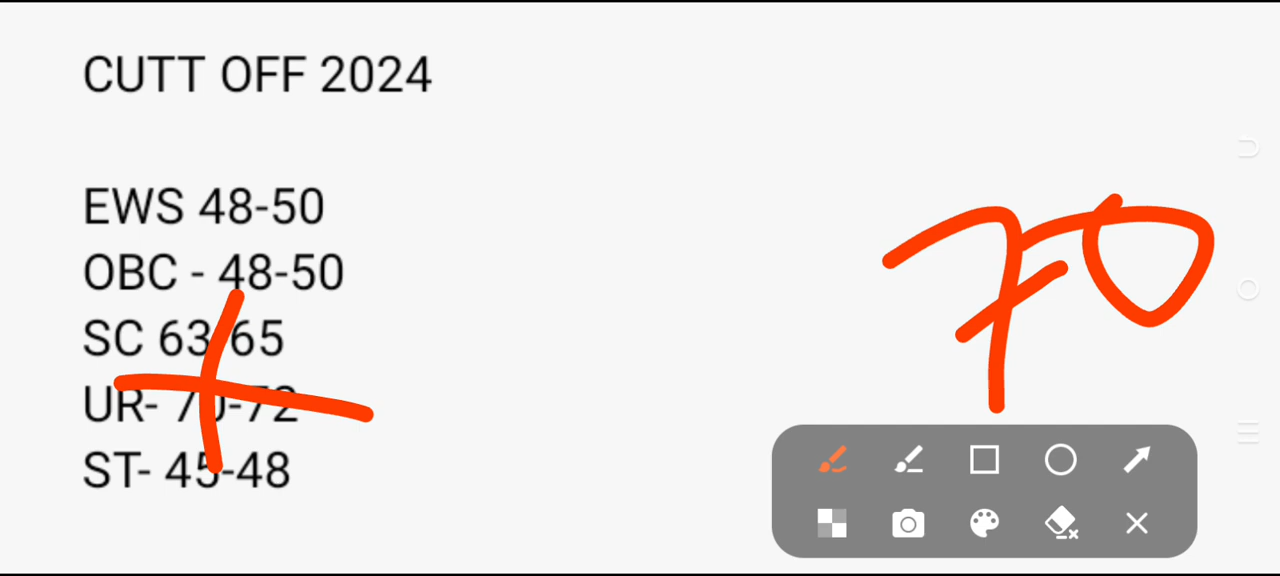 CUTT OFF 2024
EWS 48-50
OBC - 48-50
SC 63-65
UR- 70-72
ST- 45-48
70